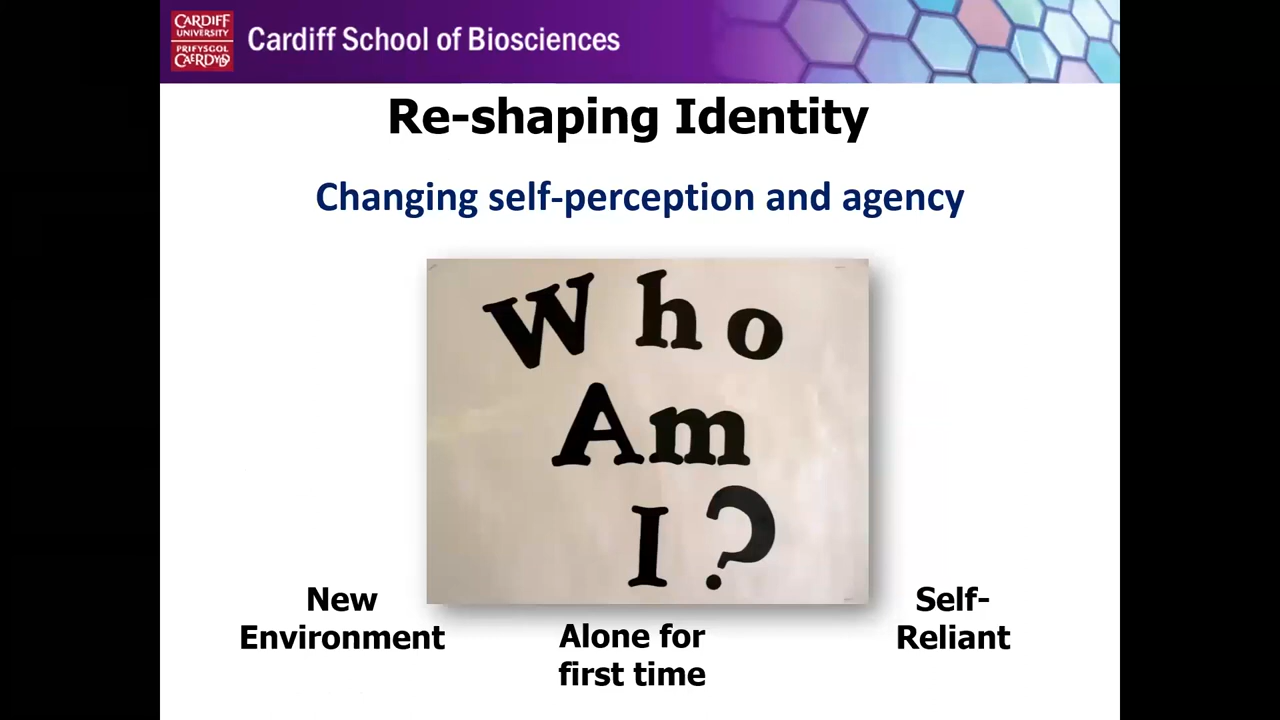 CARDIFF
UNIVERSITY
PRIFYSGOL
CAERDYDD
Cardiff School of Biosciences
Re-shaping Identity
Changing self-perception and agency
Who
Am
I?
New
Environment
Alone for
first time
Self-
Reliant